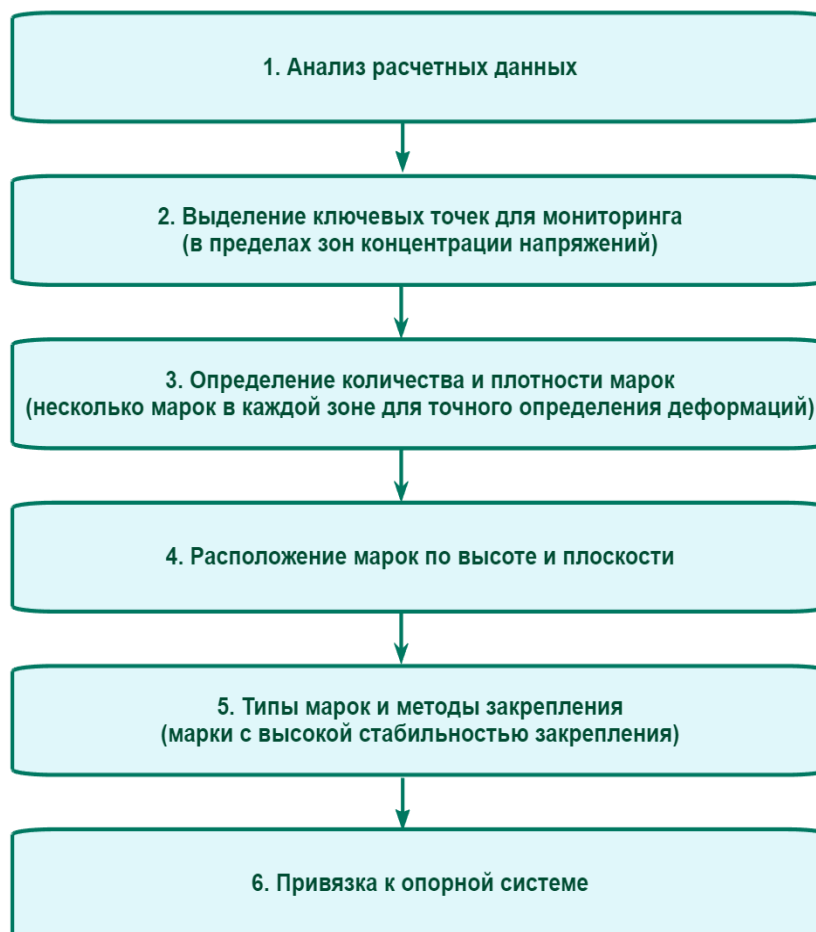 1. Анализ расчетных данных
2. Выделение ключевых точек для мониторинга
(в пределах зон концентрации напряжений)
3. Определение количества и плотности марок
(несколько марок в каждой зоне для точного определения деформаций)
4. Расположение марок по высоте и плоскости
5. Типы марок и методы закрепления
(марки с высокой стабильностью закрепления)
6. Привязка к опорной системе